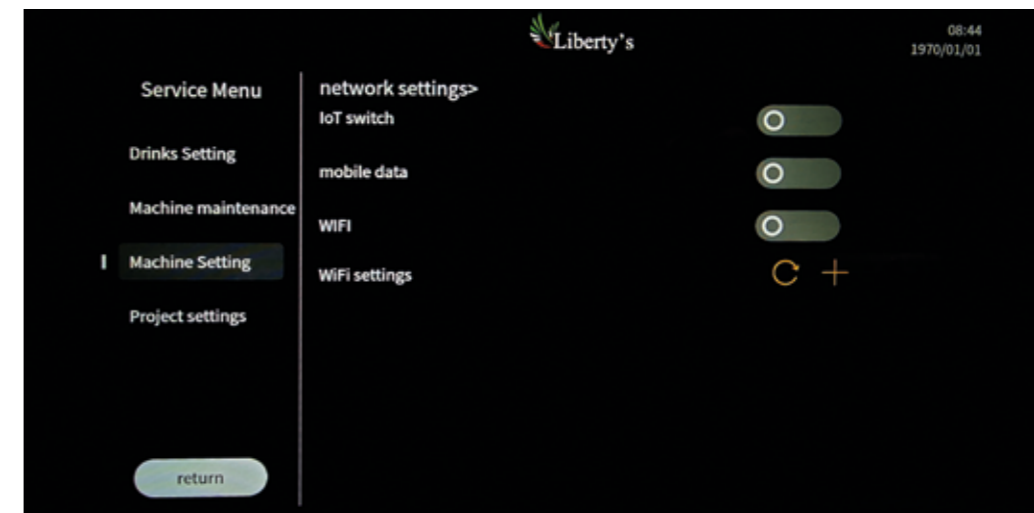 Liberty's
08:44
1970/01/01
Service Menu
Drinks Setting
Machine maintenance
Machine Setting
Project settings
return
network settings>
IoT switch
mobile data
WIFI
WiFi settings